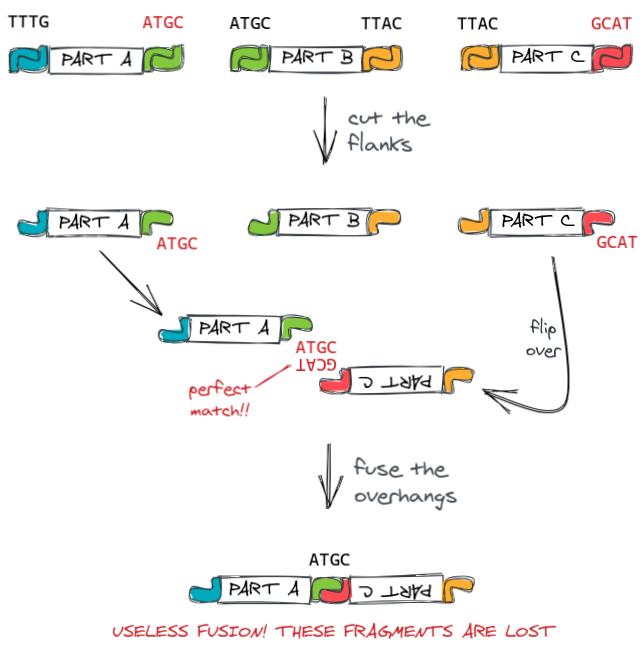 TTTG ATGC ATGC TTAC TTAC GCAT
PART A PART B PART C
cut the
flanks
PART A PART B PART C
ATGC GCAT
PART A
flip
over
ATGC
GCAT
PART C
perfect
match!!
fuse the
overhangs
ATGC
PART A PART C
USELESS FUSION! THESE FRAGMENTS ARE LOST